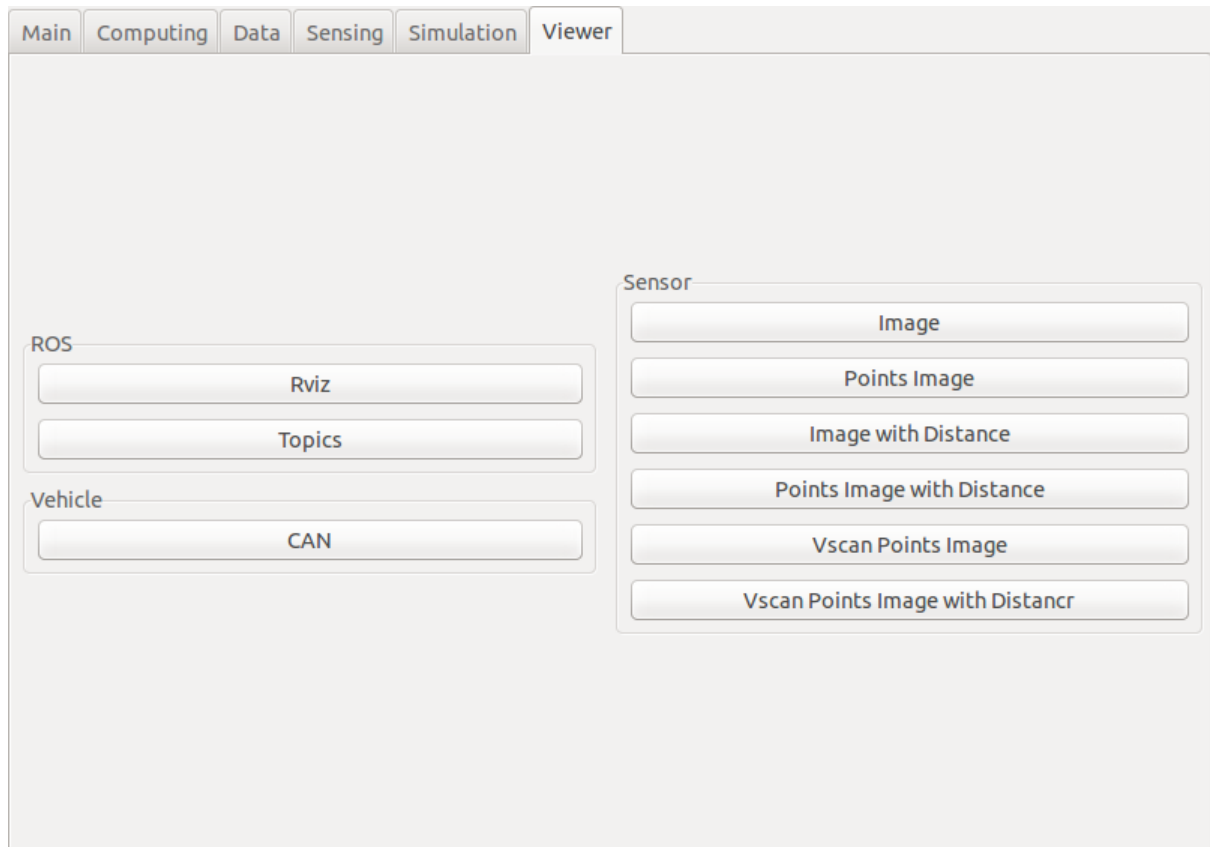 Main Computing Data Sensing Simulation Viewer
ROS
Rviz
Topics
Vehicle
CAN
Sensor
Image
Points Image
Image with Distance
Points Image with Distance
Vscan Points Image
Vscan Points Image with Distancr